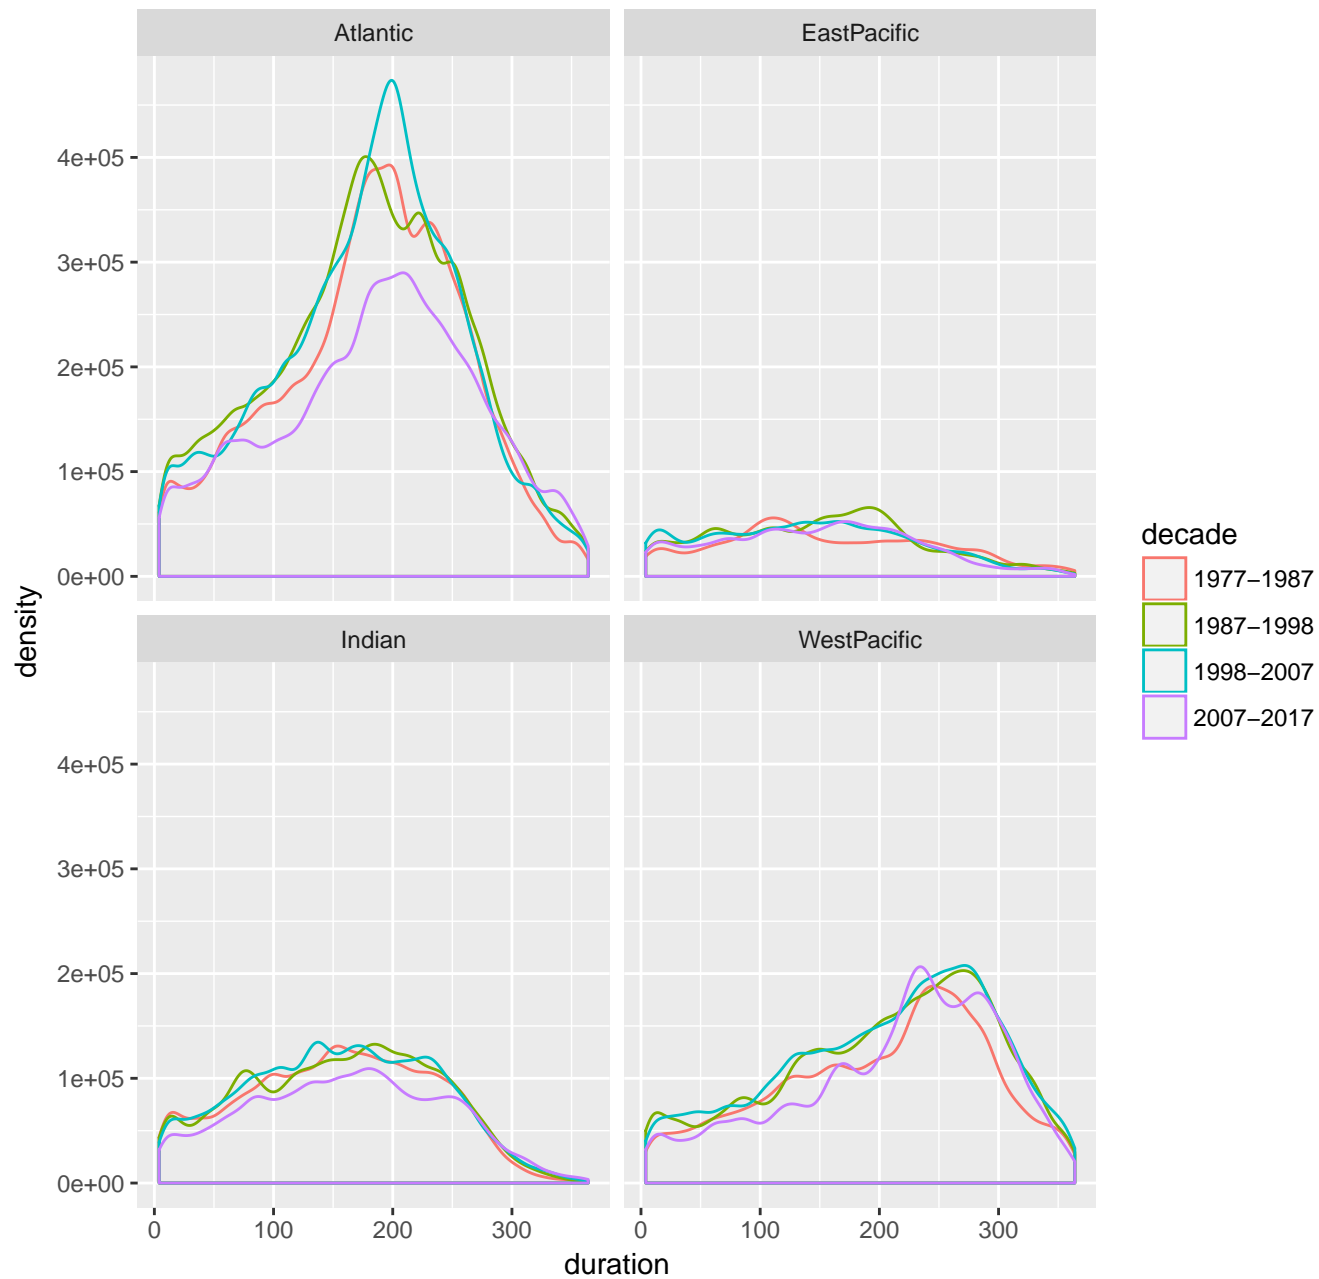 Atlantic
EastPacific
4e+05
3e+05
2e+05
1e+05
0e+00
Indian
WestPacific
4e+05
3e+05
2e+05
1e+05
0e+00
0 100 200 300
0 100 200 300
duration
density
decade
1977−1987
1987−1998
1998−2007
2007−2017